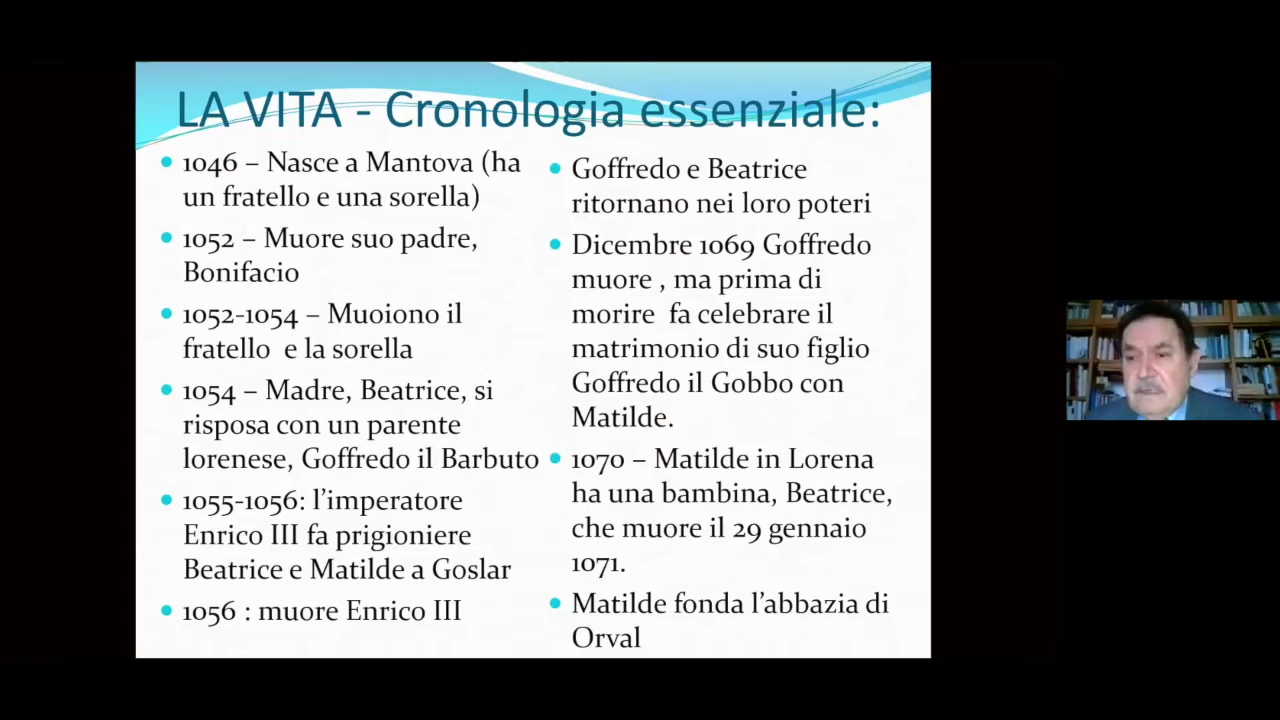 LA VITA - Cronologia essenziale:
1046 – Nasce a Mantova (ha
un fratello e una sorella)
1052 – Muore suo padre,
Bonifacio
1052-1054 – Muoiono il
fratello e la sorella
1054 – Madre, Beatrice, si
risposa con un parente
lorenese, Goffredo il Barbuto
1055-1056: l’imperatore
Enrico III fa prigioniere
Beatrice e Matilde a Goslar
1056 : muore Enrico III
Goffredo e Beatrice
ritornano nei loro poteri
Dicembre 1069 Goffredo
muore , ma prima di
morire fa celebrare il
matrimonio di suo figlio
Goffredo il Gobbo con
Matilde.
1070 – Matilde in Lorena
ha una bambina, Beatrice,
che muore il 29 gennaio
1071.
Matilde fonda l’abbazia di
Orval